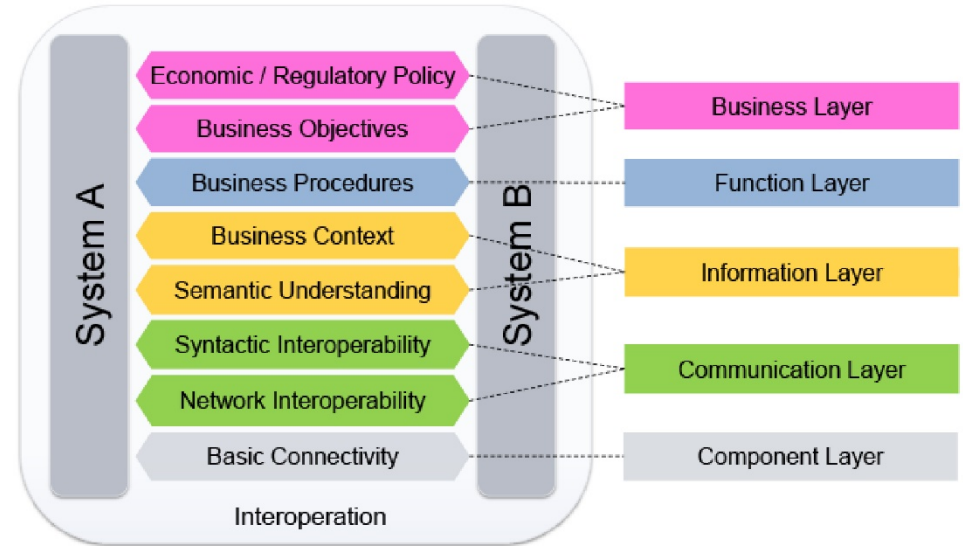 System A
Economic / Regulatory Policy
Business Objectives
Business Procedures
Business Context
Semantic Understanding
Syntactic Interoperability
Network Interoperability
Basic Connectivity
System B
Interoperation
Business Layer
Function Layer
Information Layer
Communication Layer
Component Layer